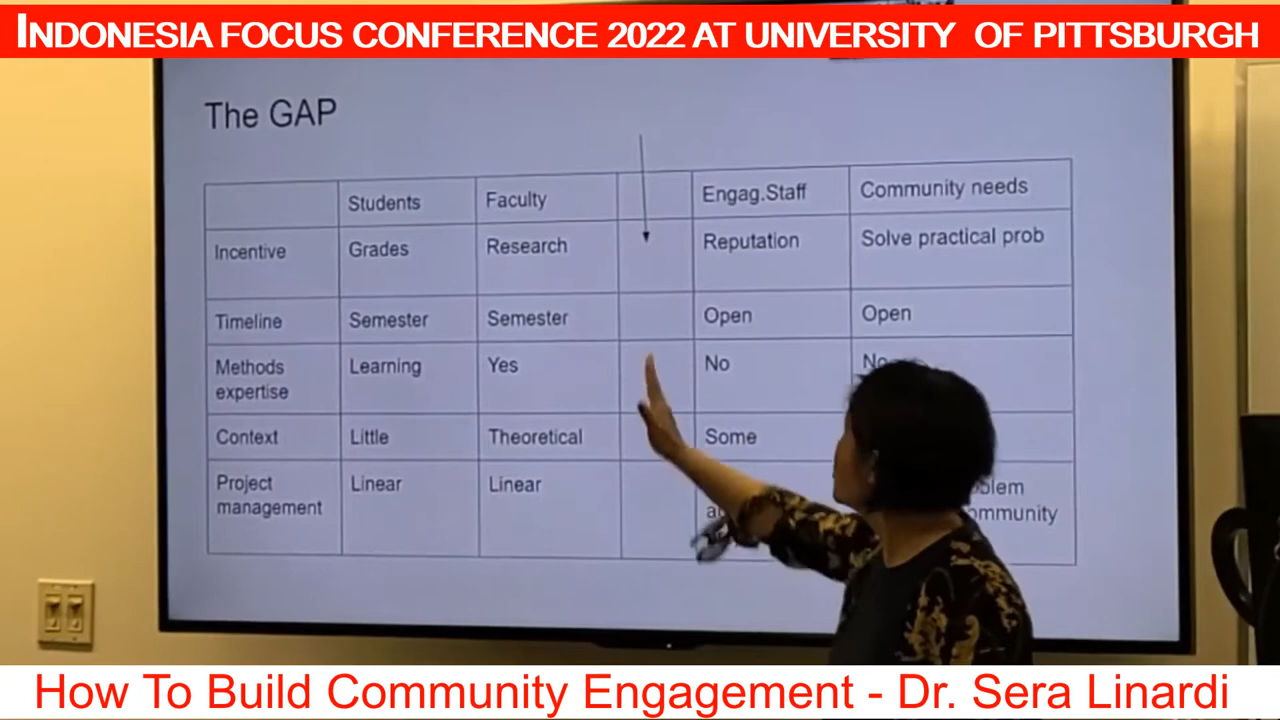 INDONESIA FOCUS CONFERENCE 2022 AT UNIVERSITY OF PITTSBURGH
The GAP
Students Faculty Engag.Staff Community needs
Incentive Grades Research Reputation Solve practical prob
Timeline Semester Semester Open Open
Methods Learning Yes No No
expertise
Context Little Theoretical Some
Project Linear Linear
management
How To Build Community Engagement - Dr. Sera Linardi